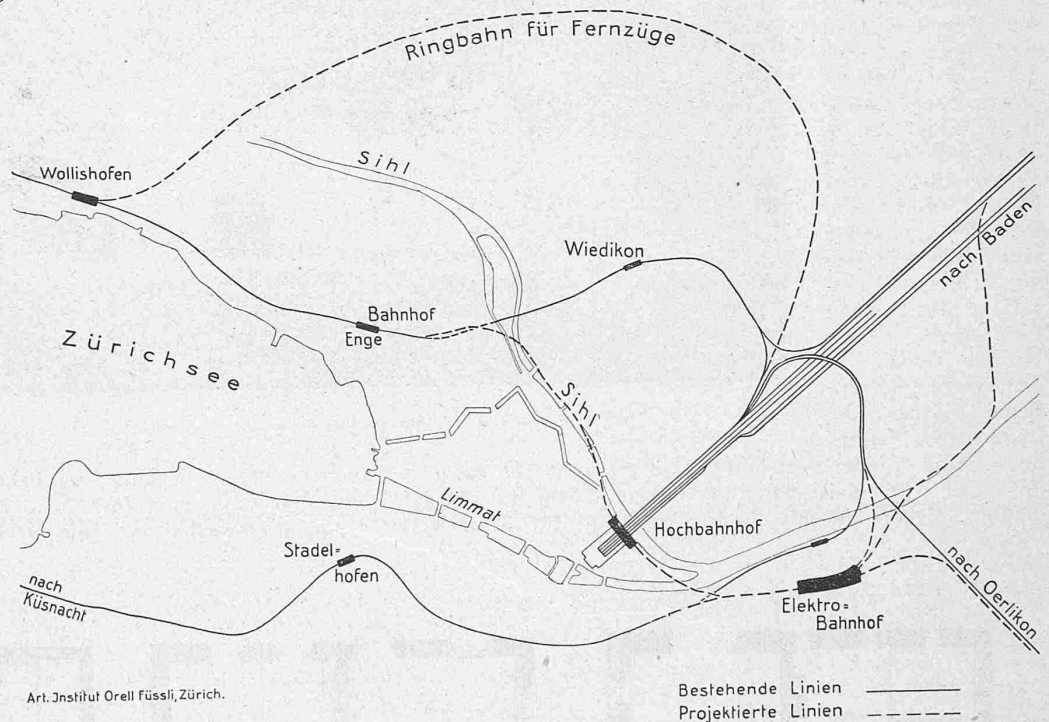 Ringbahn für Fernzüge
Wollishofen
Sihl
Wiedikon
nach Baden
Bahnhof
Enge
Zürichsee
Sihl
Limmat
Hochbahnhof
Stadel=
hofen
nach
Küsnacht
nach Oerlikon
Elektro=
Bahnhof
Art. Institut Orell Füssli, Zürich.
Bestehende Linien
Projektierte Linien